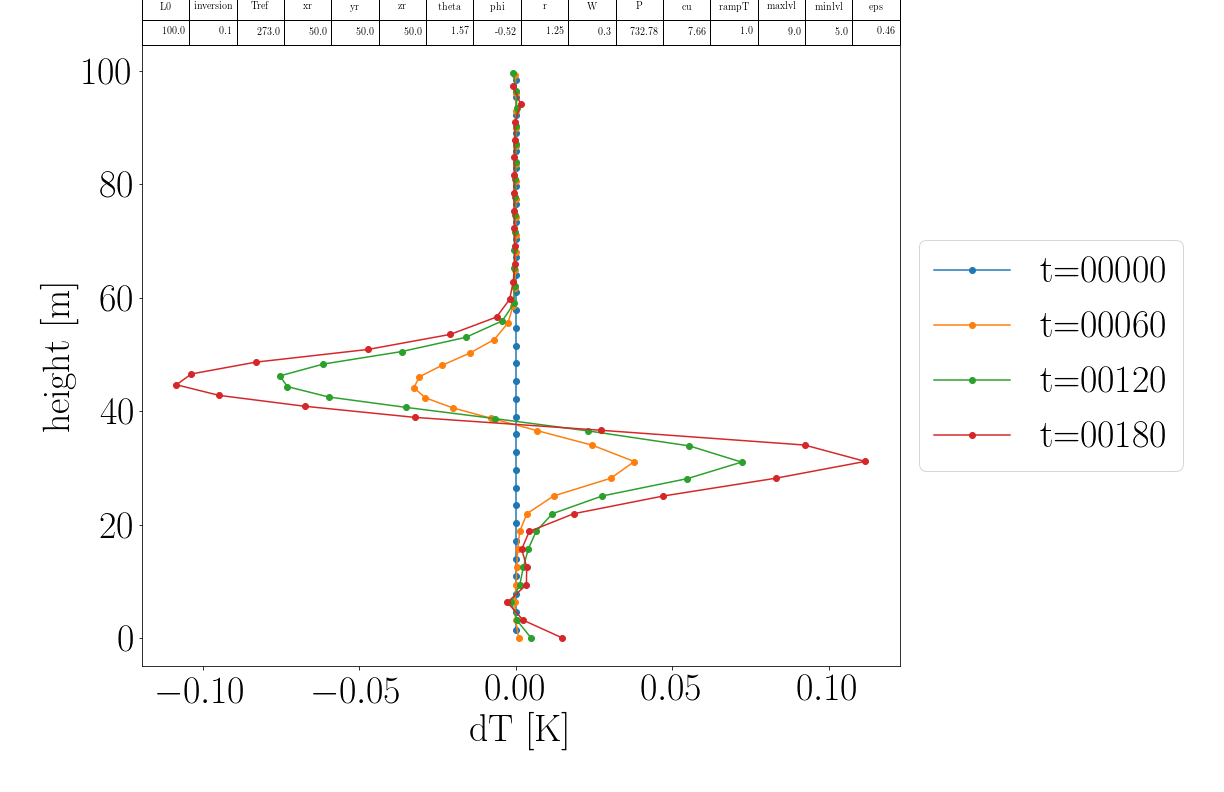 L0 inversion Tref xr yr zr theta phi r W P cu rampT maxlvl minlvl eps
100.0 0.1 273.0 50.0 50.0 50.0 1.57 -0.52 1.25 0.3 732.78 7.66 1.0 9.0 5.0 0.46
100
80
60
40
20
0
height [m]
−0.10 −0.05 0.00 0.05 0.10
dT [K]
t=00000
t=00060
t=00120
t=00180